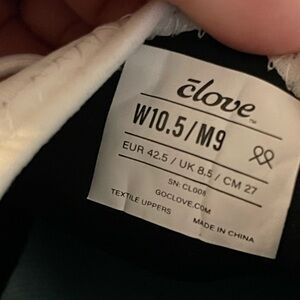 clove™
W10.5/M9
EUR 42.5 / UK 8.5 / CM 27
SN: CL008
GOCLOVE.COM
TEXTILE UPPERS
MADE IN CHINA